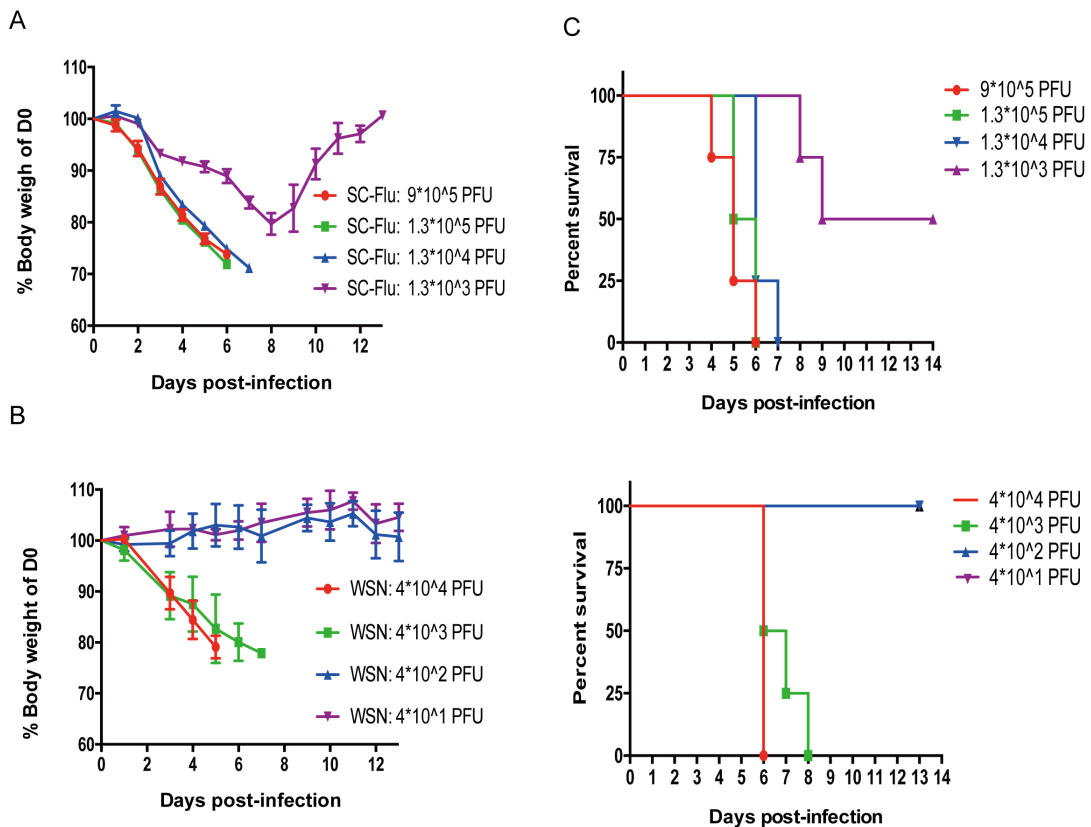 A
110
100
90
80
70
60
% Body weigh of D0
0 2 4 6 8 10 12
Days post-infection
SC-Flu: 9*10^5 PFU
SC-Flu: 1.3*10^5 PFU
SC-Flu: 1.3*10^4 PFU
SC-Flu: 1.3*10^3 PFU
C
100
75
50
25
0
Percent survival
0 1 2 3 4 5 6 7 8 9 10 11 12 13 14
Days post-infection
9*10^5 PFU
1.3*10^5 PFU
1.3*10^4 PFU
1.3*10^3 PFU
B
110
100
90
80
70
60
% Body weight of D0
0 2 4 6 8 10 12
Days post-infection
WSN: 4*10^4 PFU
WSN: 4*10^3 PFU
WSN: 4*10^2 PFU
WSN: 4*10^1 PFU
100
75
50
25
0
Percent survival
0 1 2 3 4 5 6 7 8 9 10 11 12 13 14
Days post-infection
4*10^4 PFU
4*10^3 PFU
4*10^2 PFU
4*10^1 PFU